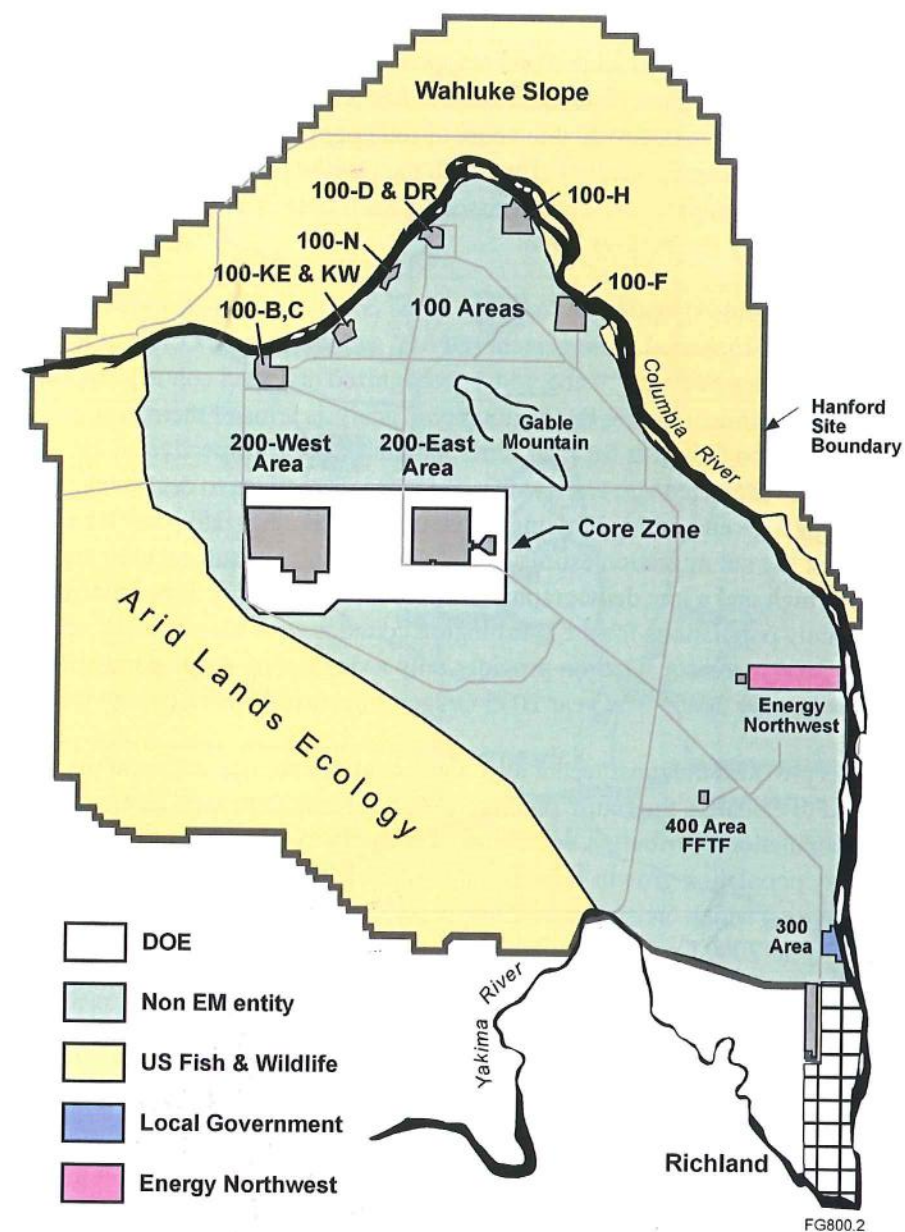 Wahluke Slope
100-D & DR
100-H
100-N
100-KE & KW
100-F
100-B,C
100 Areas
Columbia River
Hanford
Site
Boundary
Gable
Mountain
200-West
Area
200-East
Area
Core Zone
Arid Lands Ecology
Energy
Northwest
400 Area
FFTF
300
Area
DOE
Non EM entity
US Fish & Wildlife
Local Government
Energy Northwest
Yakima River
Richland
FG800.2